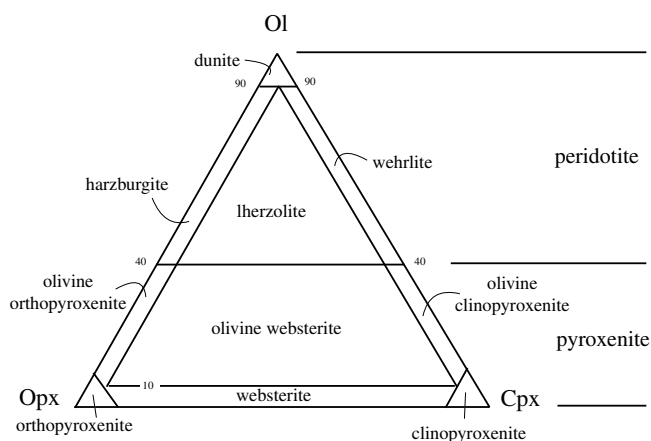 Ol
dunite
90 90
wehrlite
peridotite
harzburgite
lherzolite
40 40
olivine
orthopyroxenite
olivine
clinopyroxenite
olivine websterite
pyroxenite
10
Opx
websterite
Cpx
orthopyroxenite
clinopyroxenite